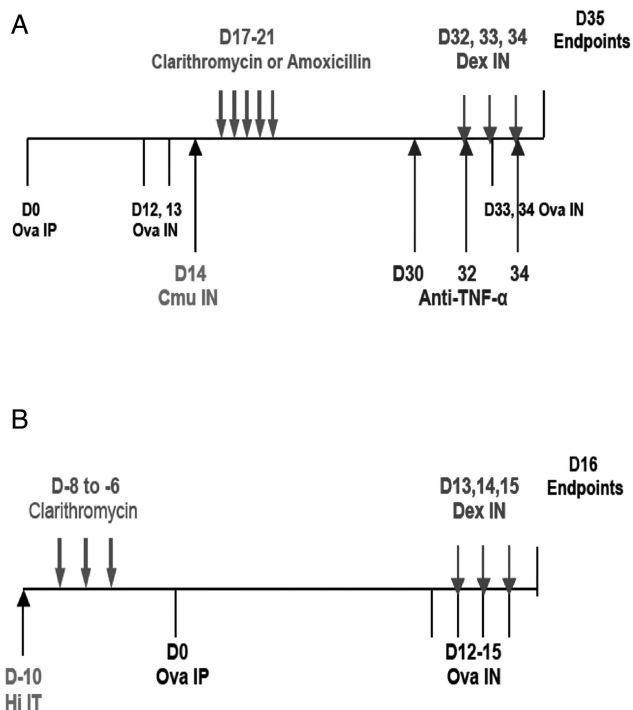 A
D17-21
Clarithromycin or Amoxicillin
D32, 33, 34
Dex IN
D35
Endpoints
D0
Ova IP
D12, 13
Ova IN
D33, 34 Ova IN
D14
Cmu IN
D30 32 34
Anti-TNF-α
B
D-8 to -6
Clarithromycin
D13,14,15
Dex IN
D16
Endpoints
D-10
Hi IT
D0
Ova IP
D12-15
Ova IN